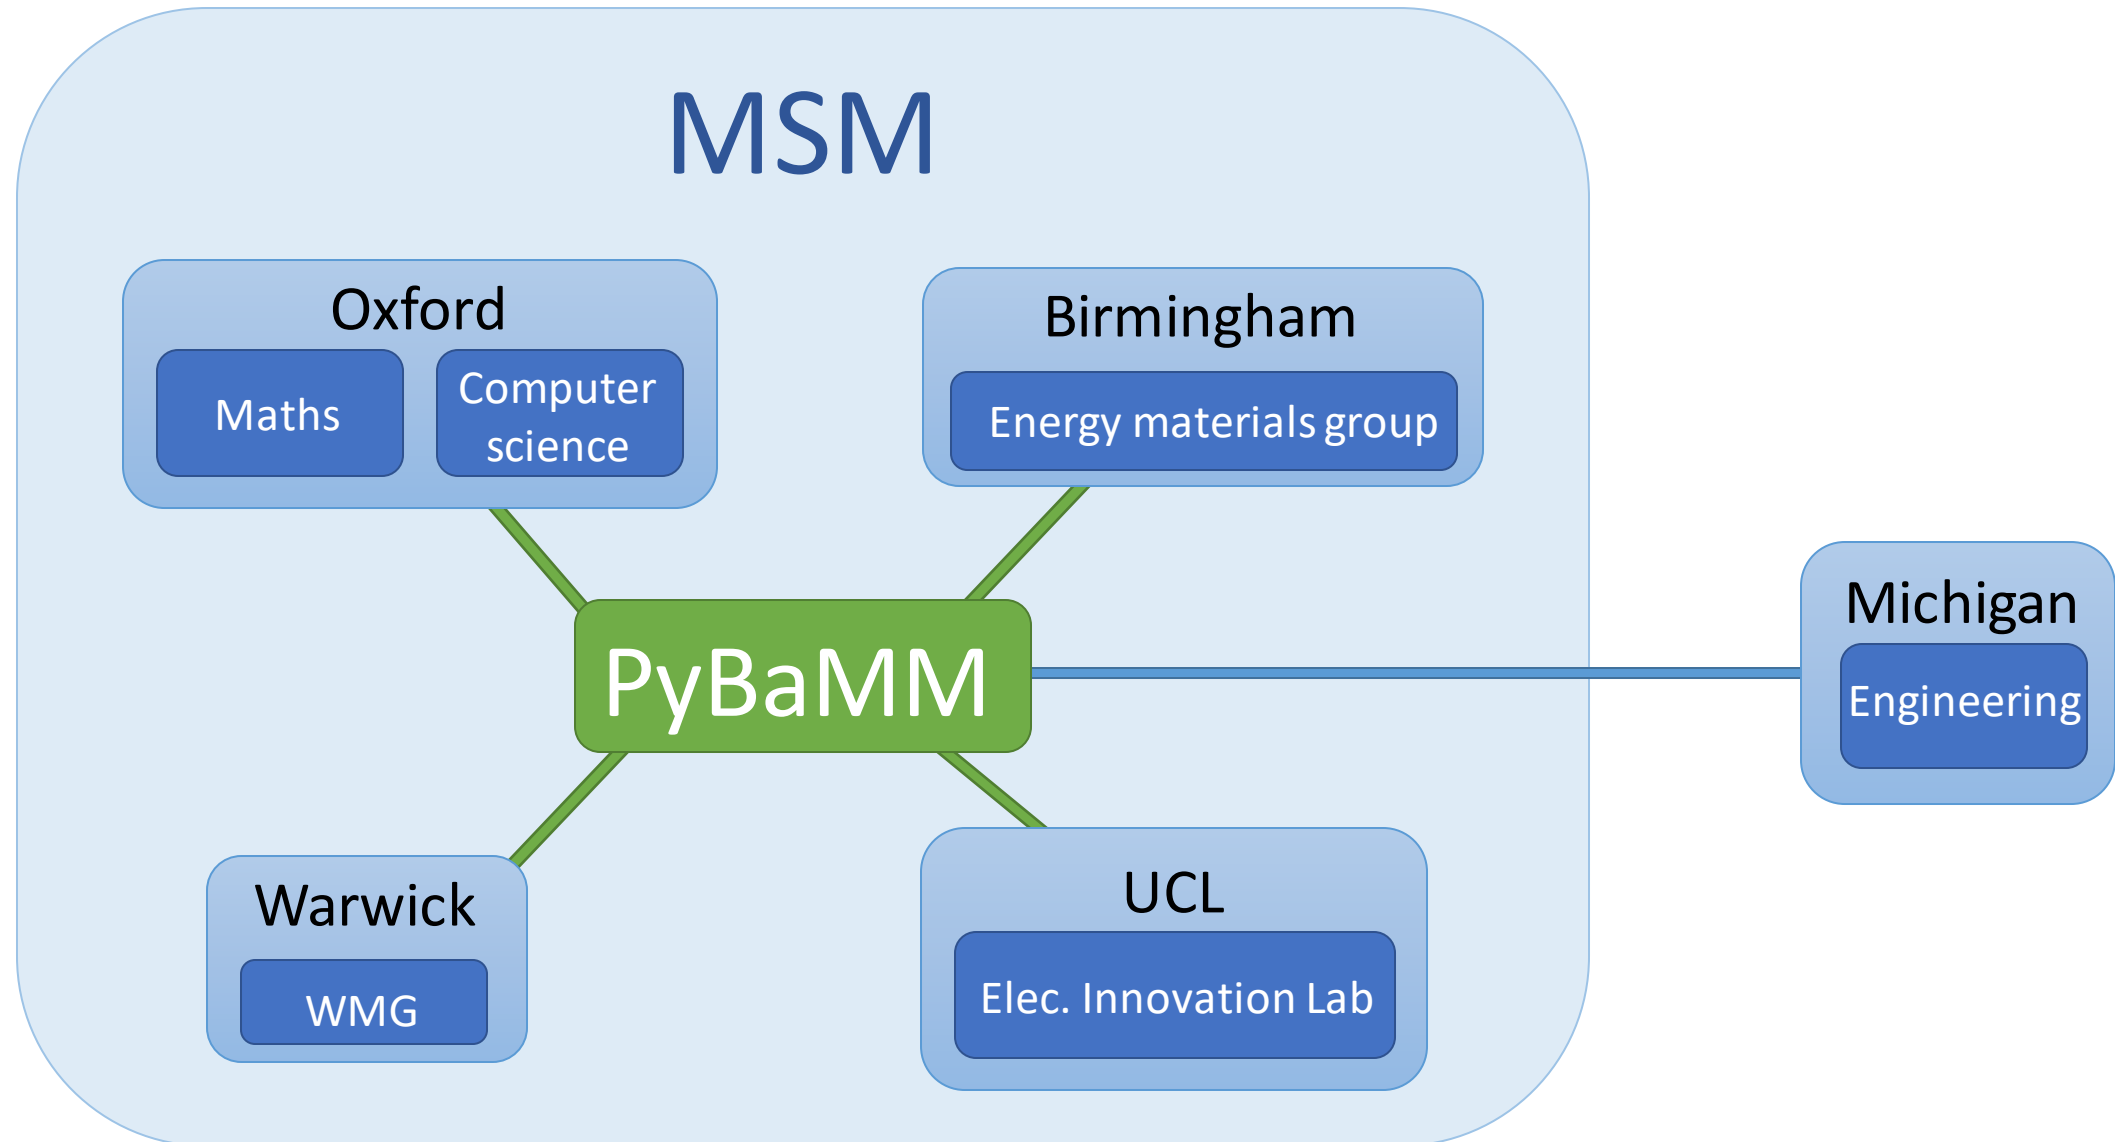 MSM
Oxford
Maths
Computer
science
Birmingham
Energy materials group
PyBaMM
Michigan
Engineering
Warwick
WMG
UCL
Elec. Innovation Lab